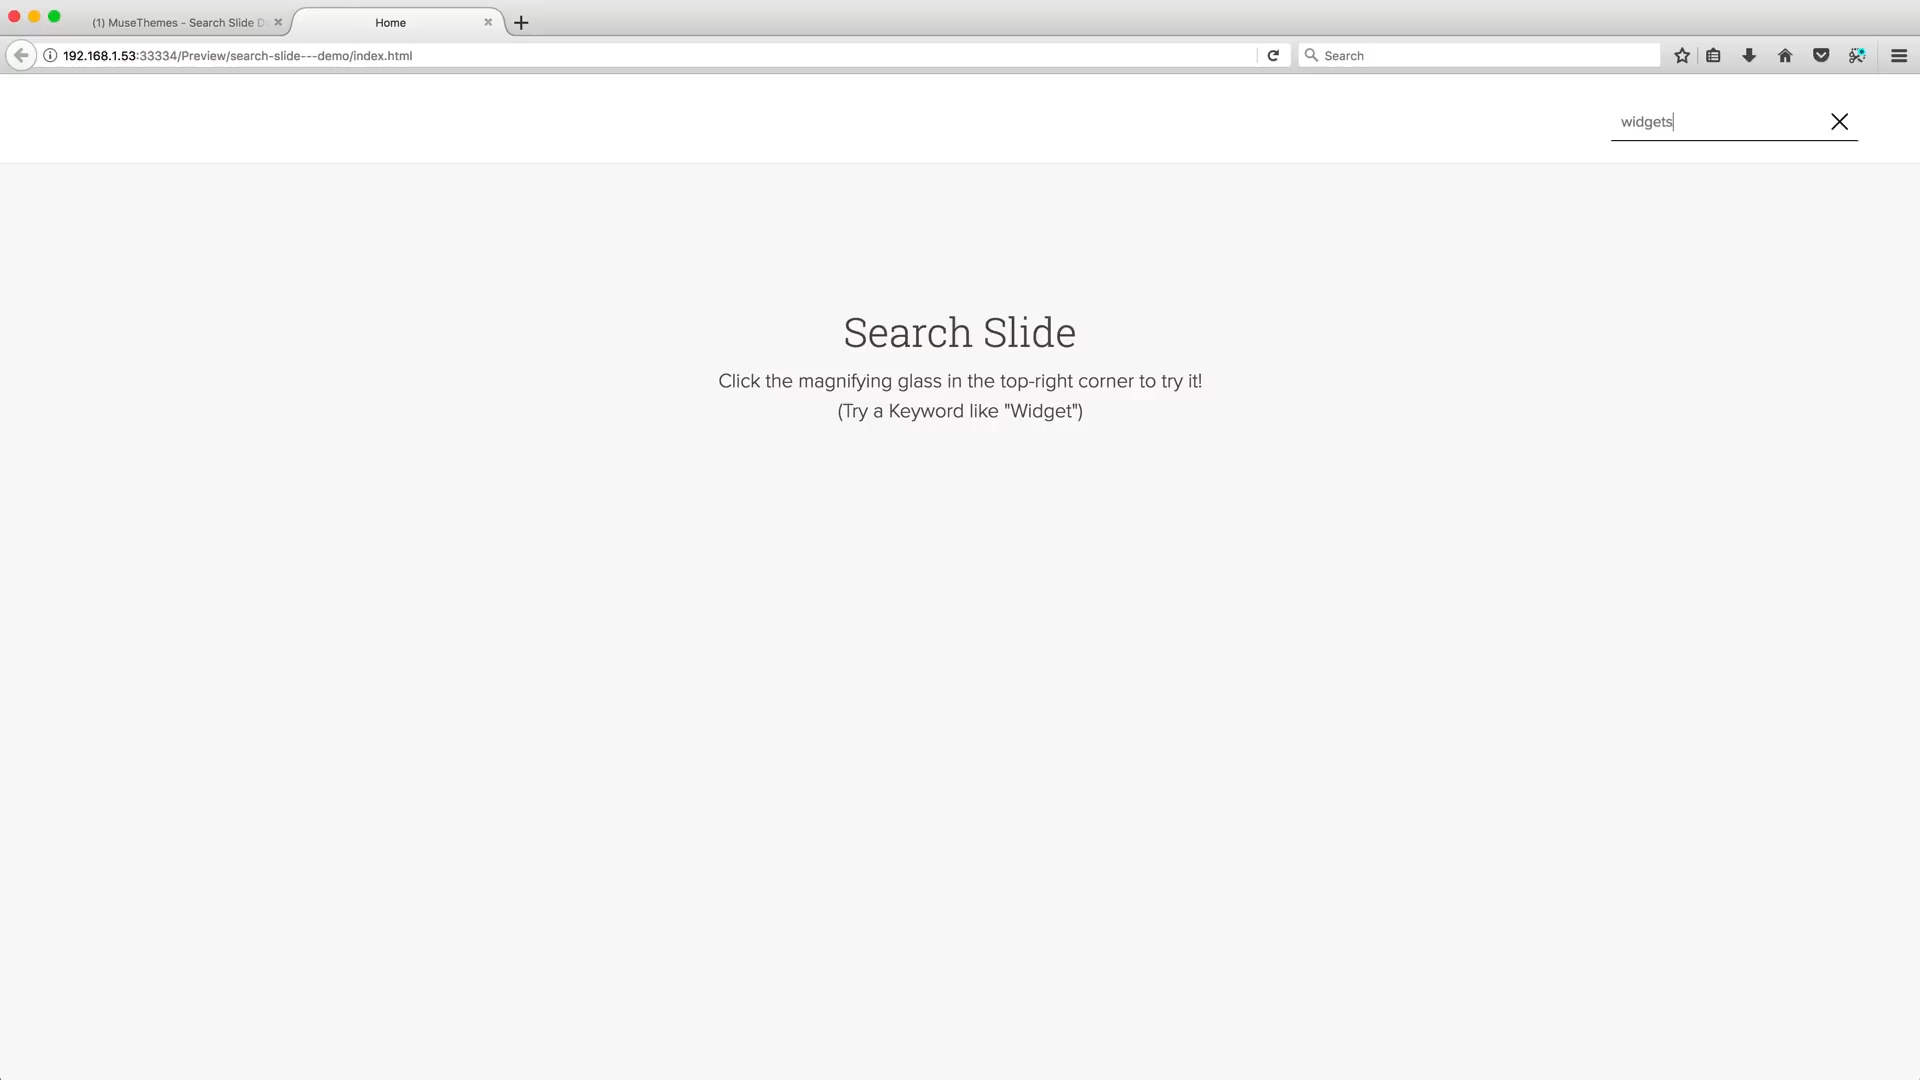 (1) MuseThemes - Search Slide D
Home
192.168.1.53:33334/Preview/search-slide---demo/index.html
Search
widgets
Search Slide
Click the magnifying glass in the top-right corner to try it!
(Try a Keyword like "Widget")